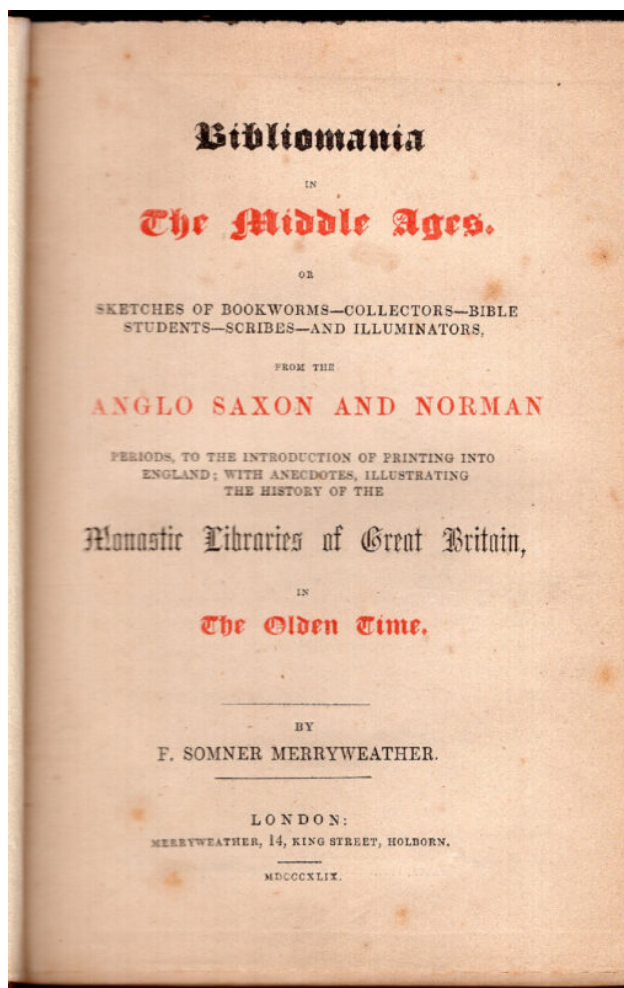 Bibliomania
IN
The Middle Ages.
OR
SKETCHES OF BOOKWORMS—COLLECTORS—BIBLE
STUDENTS—SCRIBES—AND ILLUMINATORS,
FROM THE
ANGLO SAXON AND NORMAN
PERIODS, TO THE INTRODUCTION OF PRINTING INTO
ENGLAND; WITH ANECDOTES, ILLUSTRATING
THE HISTORY OF THE
Monastic Libraries of Great Britain,
IN
The Olden Time.
BY
F. SOMNER MERRYWEATHER.
LONDON:
MERRYWEATHER, 14, KING STREET, HOLBORN.
MDCCCXLIX.